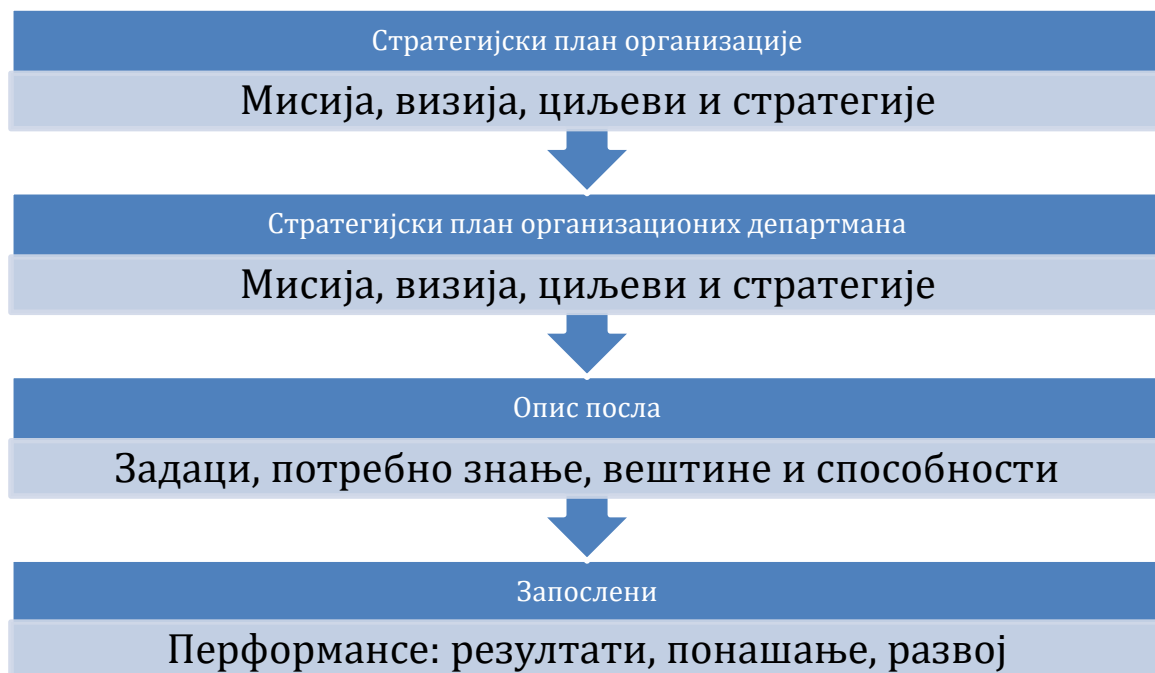 Стратегијски план организације
Мисија, визија, циљеви и стратегије
Стратегијски план организационих департмана
Мисија, визија, циљеви и стратегије
Опис посла
Задаци, потребно знање, вештине и способности
Запослени
Перформансе: резултати, понашање, развој